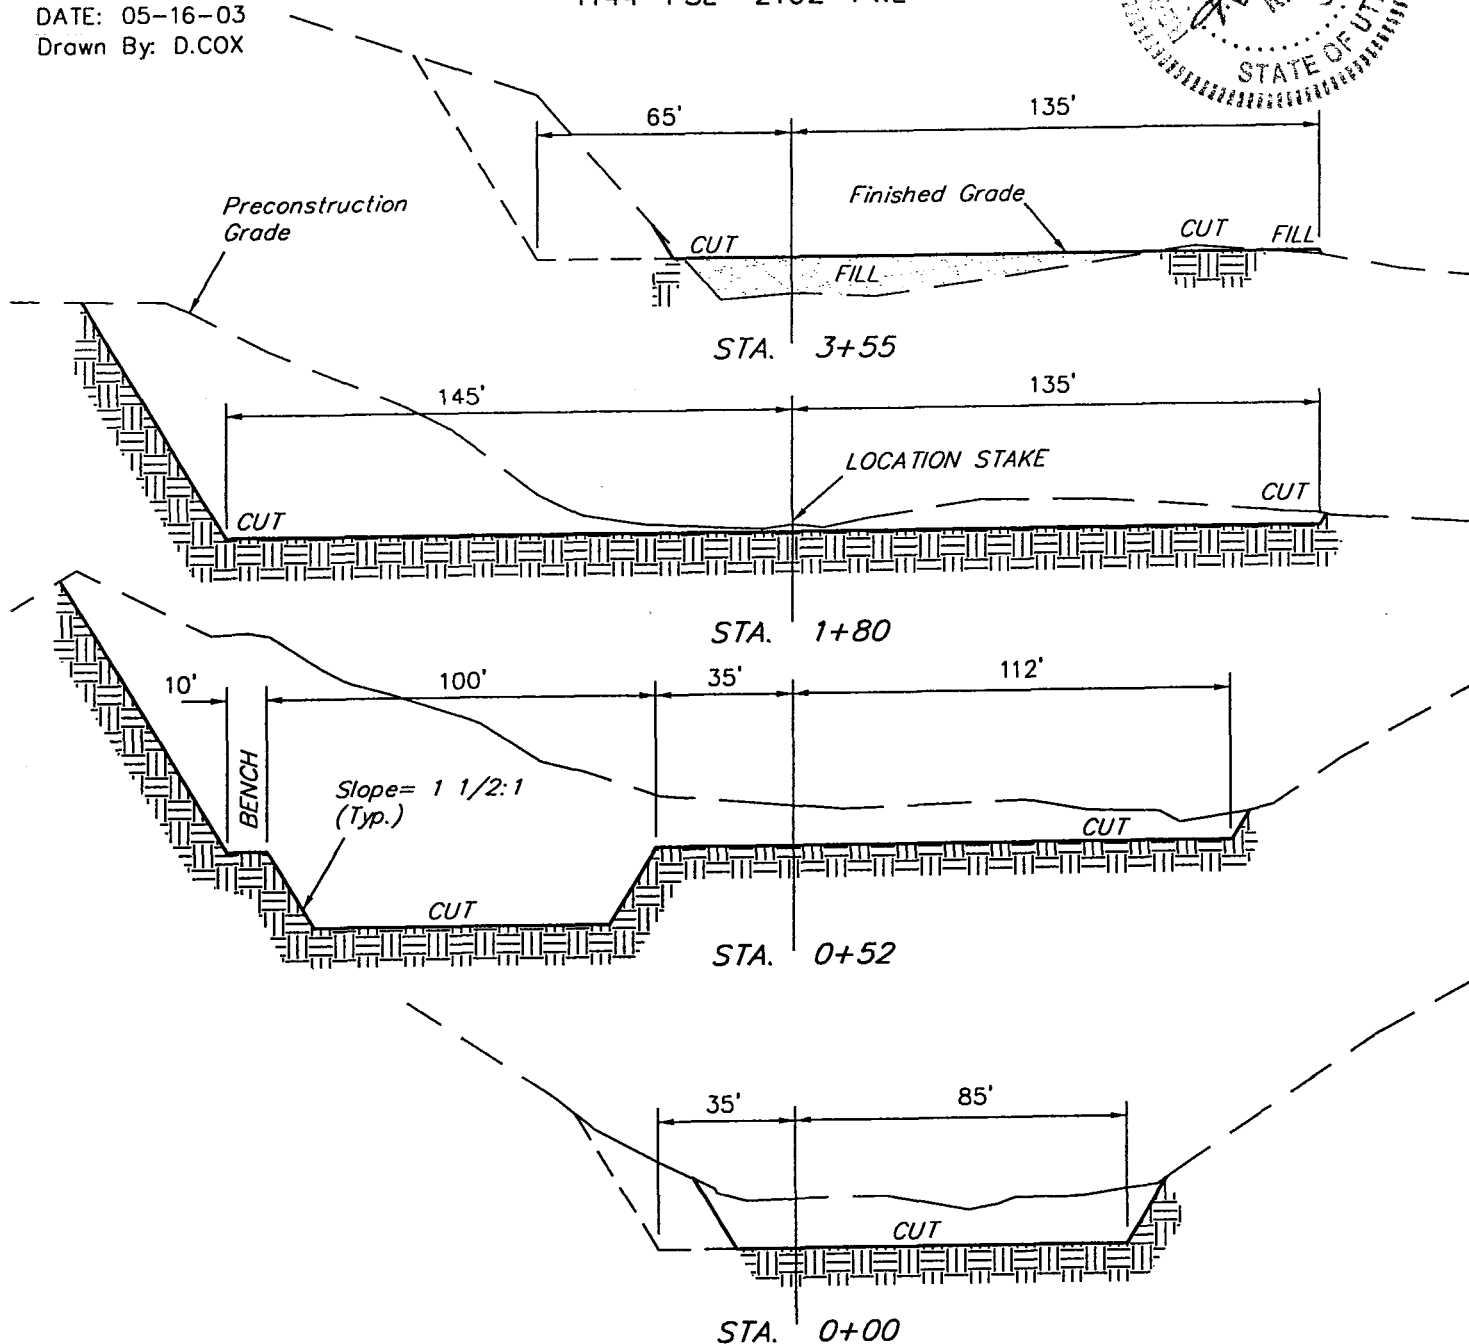 DATE: 05-16-03
Drawn By: D.COX
STATE OF UT
65'
135'
Preconstruction
Grade
Finished Grade
CUT
CUT
FILL
FILL
STA. 3+55
145'
135'
LOCATION STAKE
CUT
CUT
STA. 1+80
10'
100'
35'
112'
BENCH
Slope= 1 1/2:1
(Typ.)
CUT
CUT
STA. 0+52
35'
85'
CUT
STA. 0+00